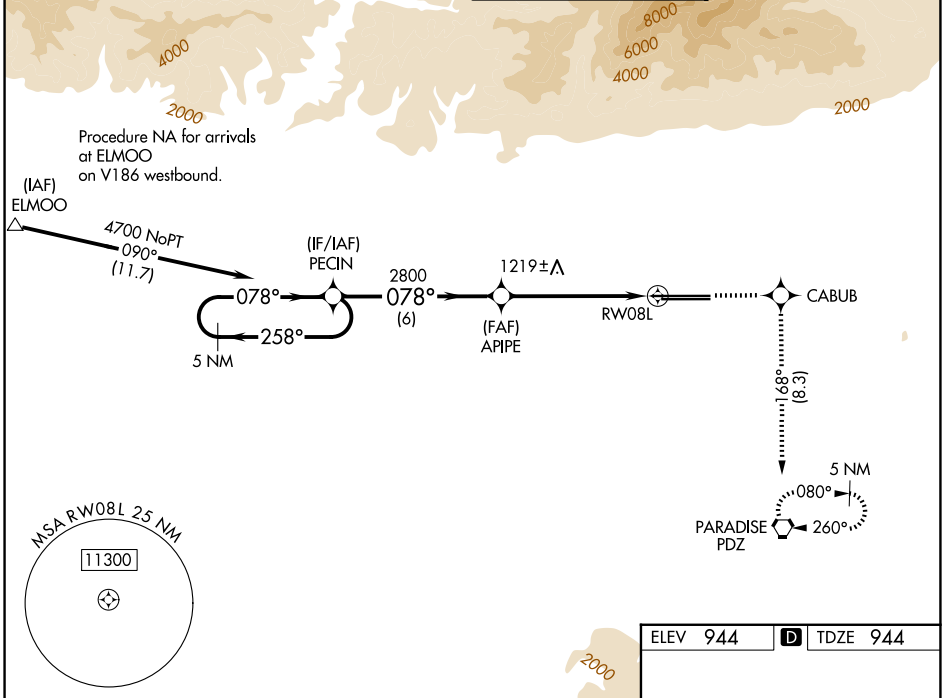 8000
6000
4000
4000
2000
2000
Procedure NA for arrivals
at ELMOO
on V186 westbound.
(IAF)
ELMOO
4700 NoPT
090°
(11.7)
(IF/IAF)
PECIN
078°
258°
5 NM
2800
078°
(6)
1219±
(FAF)
APIPE
RW08L
CABUB
168°
(8.3)
5 NM
080°
260°
PARADISE
PDZ
MSA RW08L 25 NM
11300
2000
ELEV 944 D TDZE 944